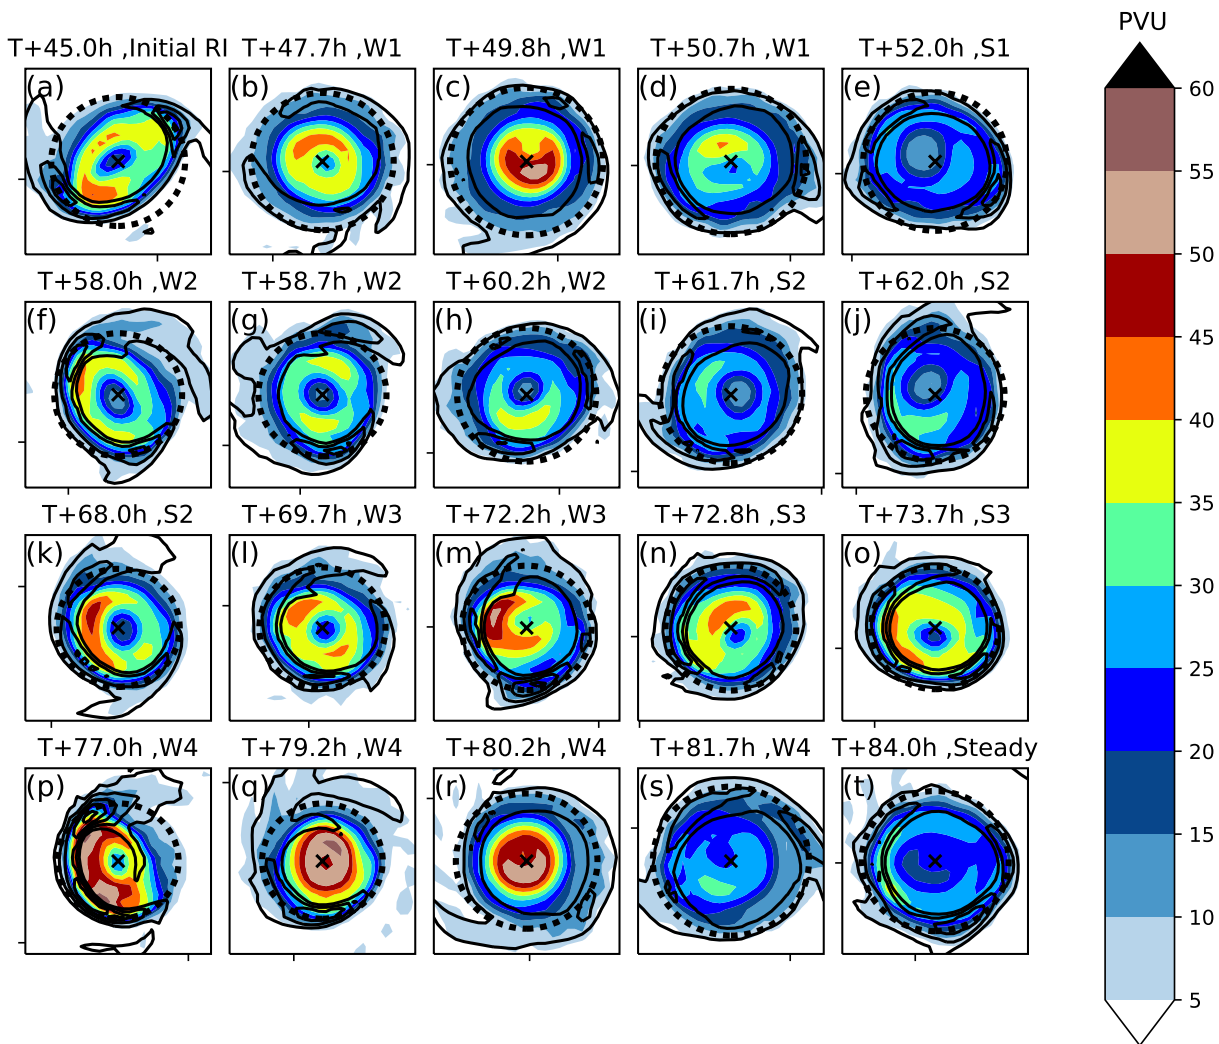 PVU
T+45.0h ,Initial RI T+47.7h ,W1 T+49.8h ,W1 T+50.7h ,W1 T+52.0h ,S1
(a) (b) (c) (d) (e)
T+58.0h ,W2 T+58.7h ,W2 T+60.2h ,W2 T+61.7h ,S2 T+62.0h ,S2
(f) (g) (h) (i) (j)
T+68.0h ,S2 T+69.7h ,W3 T+72.2h ,W3 T+72.8h ,S3 T+73.7h ,S3
(k) (l) (m) (n) (o)
T+77.0h ,W4 T+79.2h ,W4 T+80.2h ,W4 T+81.7h ,W4 T+84.0h ,Steady
(p) (q) (r) (s) (t)
60
55
50
45
40
35
30
25
20
15
10
5